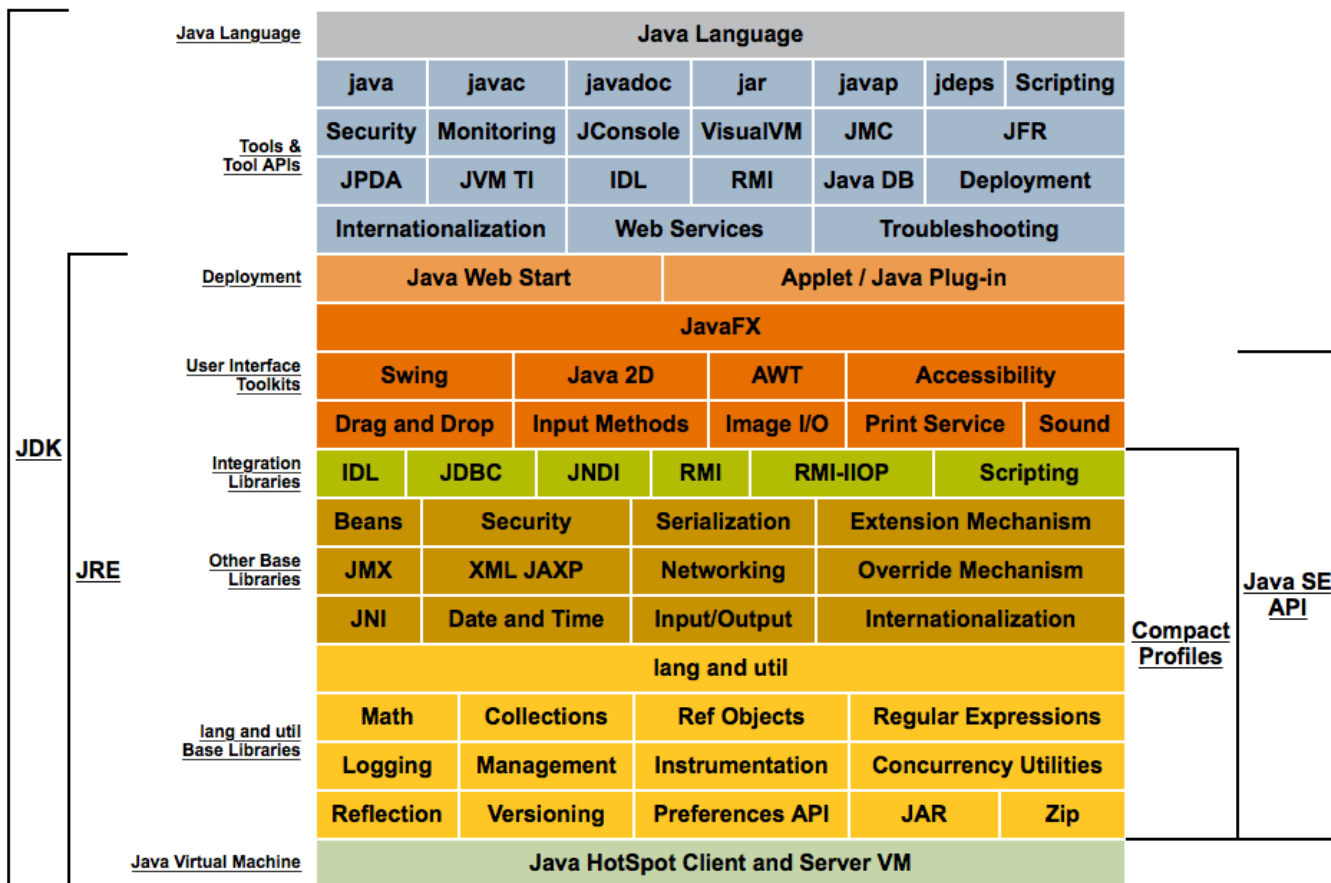 Java Language
Java Language
java javac javadoc jar javap jdeps Scripting
Tools &
Tool APIs
Security Monitoring JConsole VisualVM JMC JFR
JPDA JVM TI IDL RMI Java DB Deployment
Internationalization Web Services Troubleshooting
Deployment
Java Web Start Applet / Java Plug-in
JavaFX
User Interface
Toolkits
Swing Java 2D AWT Accessibility
Drag and Drop Input Methods Image I/O Print Service Sound
JDK
Integration
Libraries
IDL JDBC JNDI RMI RMI-IIOP Scripting
Beans Security Serialization Extension Mechanism
JRE
Other Base
Libraries
JMX XML JAXP Networking Override Mechanism
Java SE
API
JNI Date and Time Input/Output Internationalization
Compact
Profiles
lang and util
lang and util
Base Libraries
Math Collections Ref Objects Regular Expressions
Logging Management Instrumentation Concurrency Utilities
Reflection Versioning Preferences API JAR Zip
Java Virtual Machine
Java HotSpot Client and Server VM